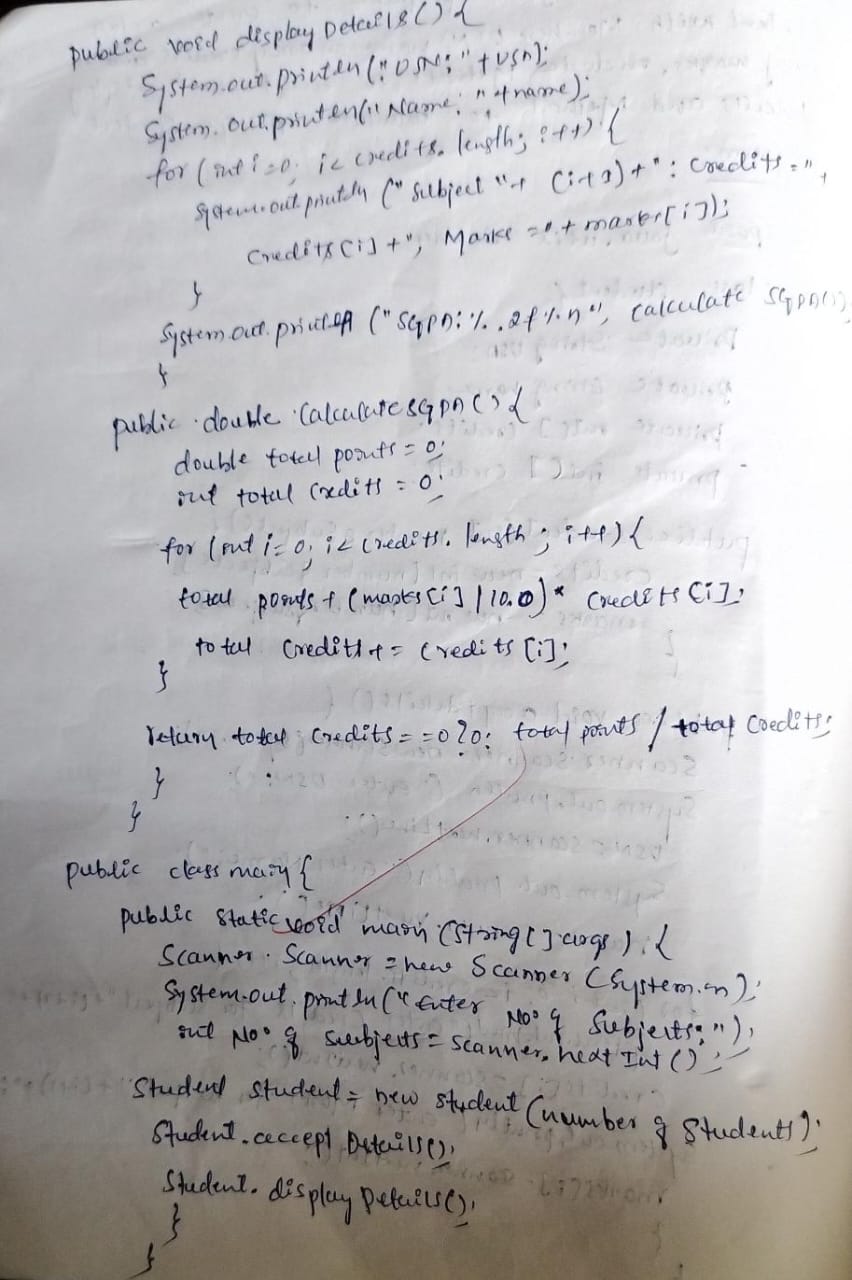 public void display Details() {
System.out.println("USN: "+usn);
System.out.println("Name: "+name);
for (int i=0; i< credits. length; i++) {
System.out.println ("Subject "+ (i+1)+": Credits = "+
Credits[i] +", Marks = "+ marks[i]);
}
System.out.printf ("SGPA: %.2f%n", calculate SGPA());
}
public double Calculate SGPA () {
double total points = 0;
int total Credits = 0;
for (int i=0; i< credits. length ; i++) {
total points + (marks [i] / 10.0)* Credits [i];
total Credits += Credits [i];
}
return total Credits ==0?0: total points / total Credits;
}
}
public class main {
public static void main (String[] args) {
Scanner Scanner = new Scanner (System.in);
System.out.println (" Enter No: of Subjects: ");
int No: of subjects = scanner. next Int ();
Student student = new student (number of Students);
Student. accept Details();
Student. display Details();
}
}